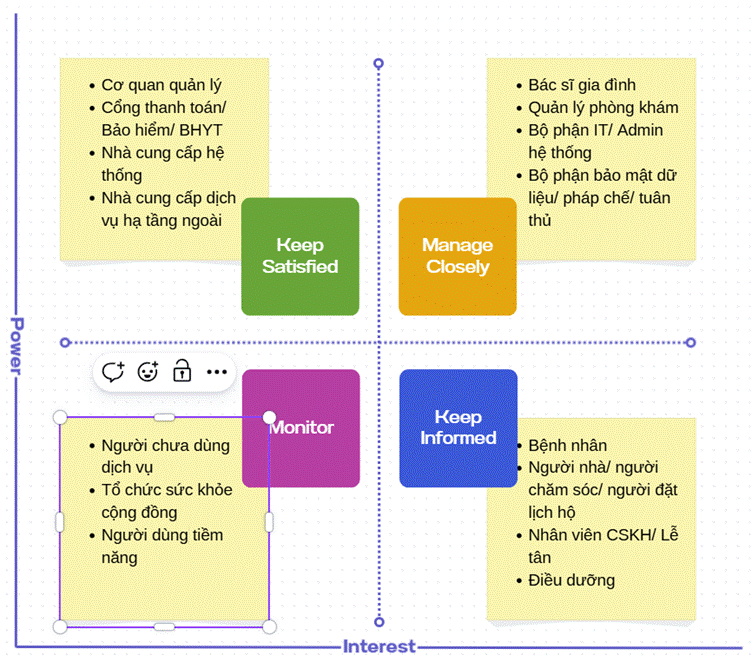 • Cơ quan quản lý
• Cổng thanh toán/
Bảo hiểm/ BHYT
• Nhà cung cấp hệ
thống
• Nhà cung cấp dịch
vụ hạ tầng ngoài
Keep
Satisfied
• Bác sĩ gia đình
• Quản lý phòng khám
• Bộ phận IT/ Admin
hệ thống
• Bộ phận bảo mật dữ
liệu/ pháp chế/ tuân
thủ
Manage
Closely
Power
• Người chưa dùng
dịch vụ
• Tổ chức sức khỏe
cộng đồng
• Người dùng tiềm
năng
Monitor
Keep
Informed
• Bệnh nhân
• Người nhà/ người
chăm sóc/ người đặt
lịch hộ
• Nhân viên CSKH/ Lễ
tân
• Điều dưỡng
Interest